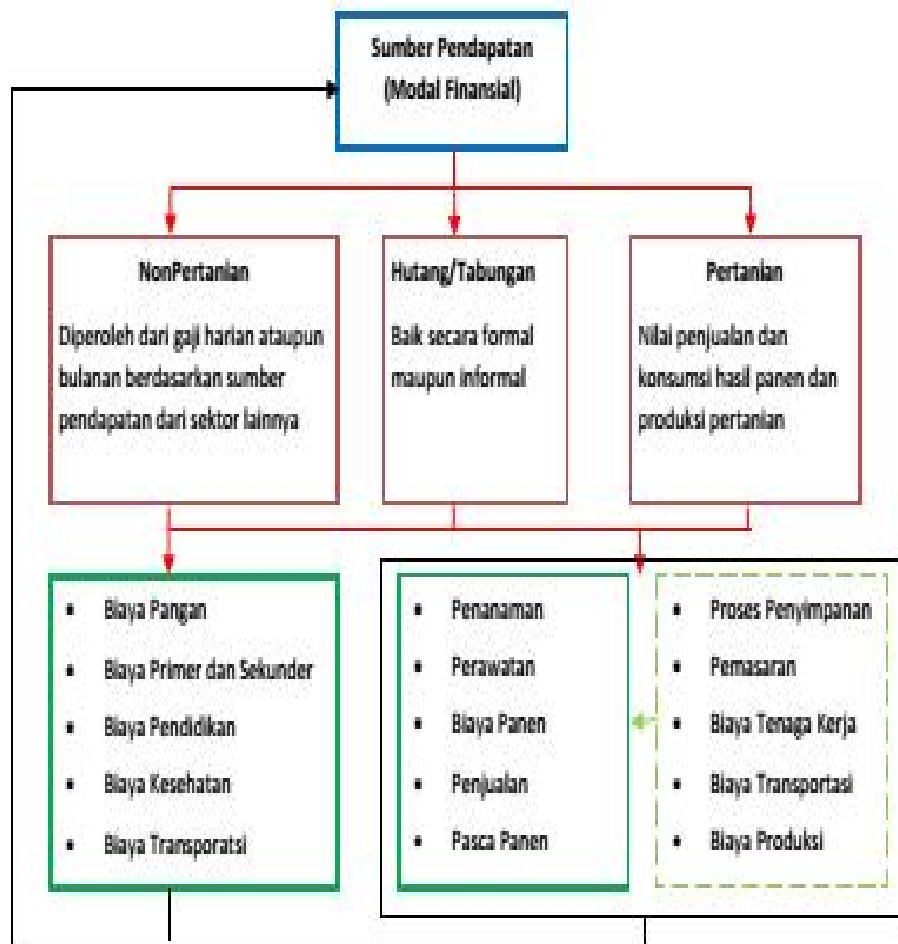 Sumber Pendapatan
(Modal Finansial)
NonPertanian
Diperoleh dari gaji harian ataupun
bulanan berdasarkan sumber
pendapatan dari sektor lainnya
Hutang/Tabungan
Baik secara formal
maupun informal
Pertanian
Nilai penjualan dan
konsumsi hasil panen dan
produksi pertanian
• Biaya Pangan
• Biaya Primer dan Sekunder
• Biaya Pendidikan
• Biaya Kesehatan
• Biaya Transporatsi
• Penanaman
• Perawatan
• Biaya Panen
• Penjualan
• Pasca Panen
• Proses Penyimpanan
• Pemasaran
• Biaya Tenaga Kerja
• Biaya Transportasi
• Biaya Produksi